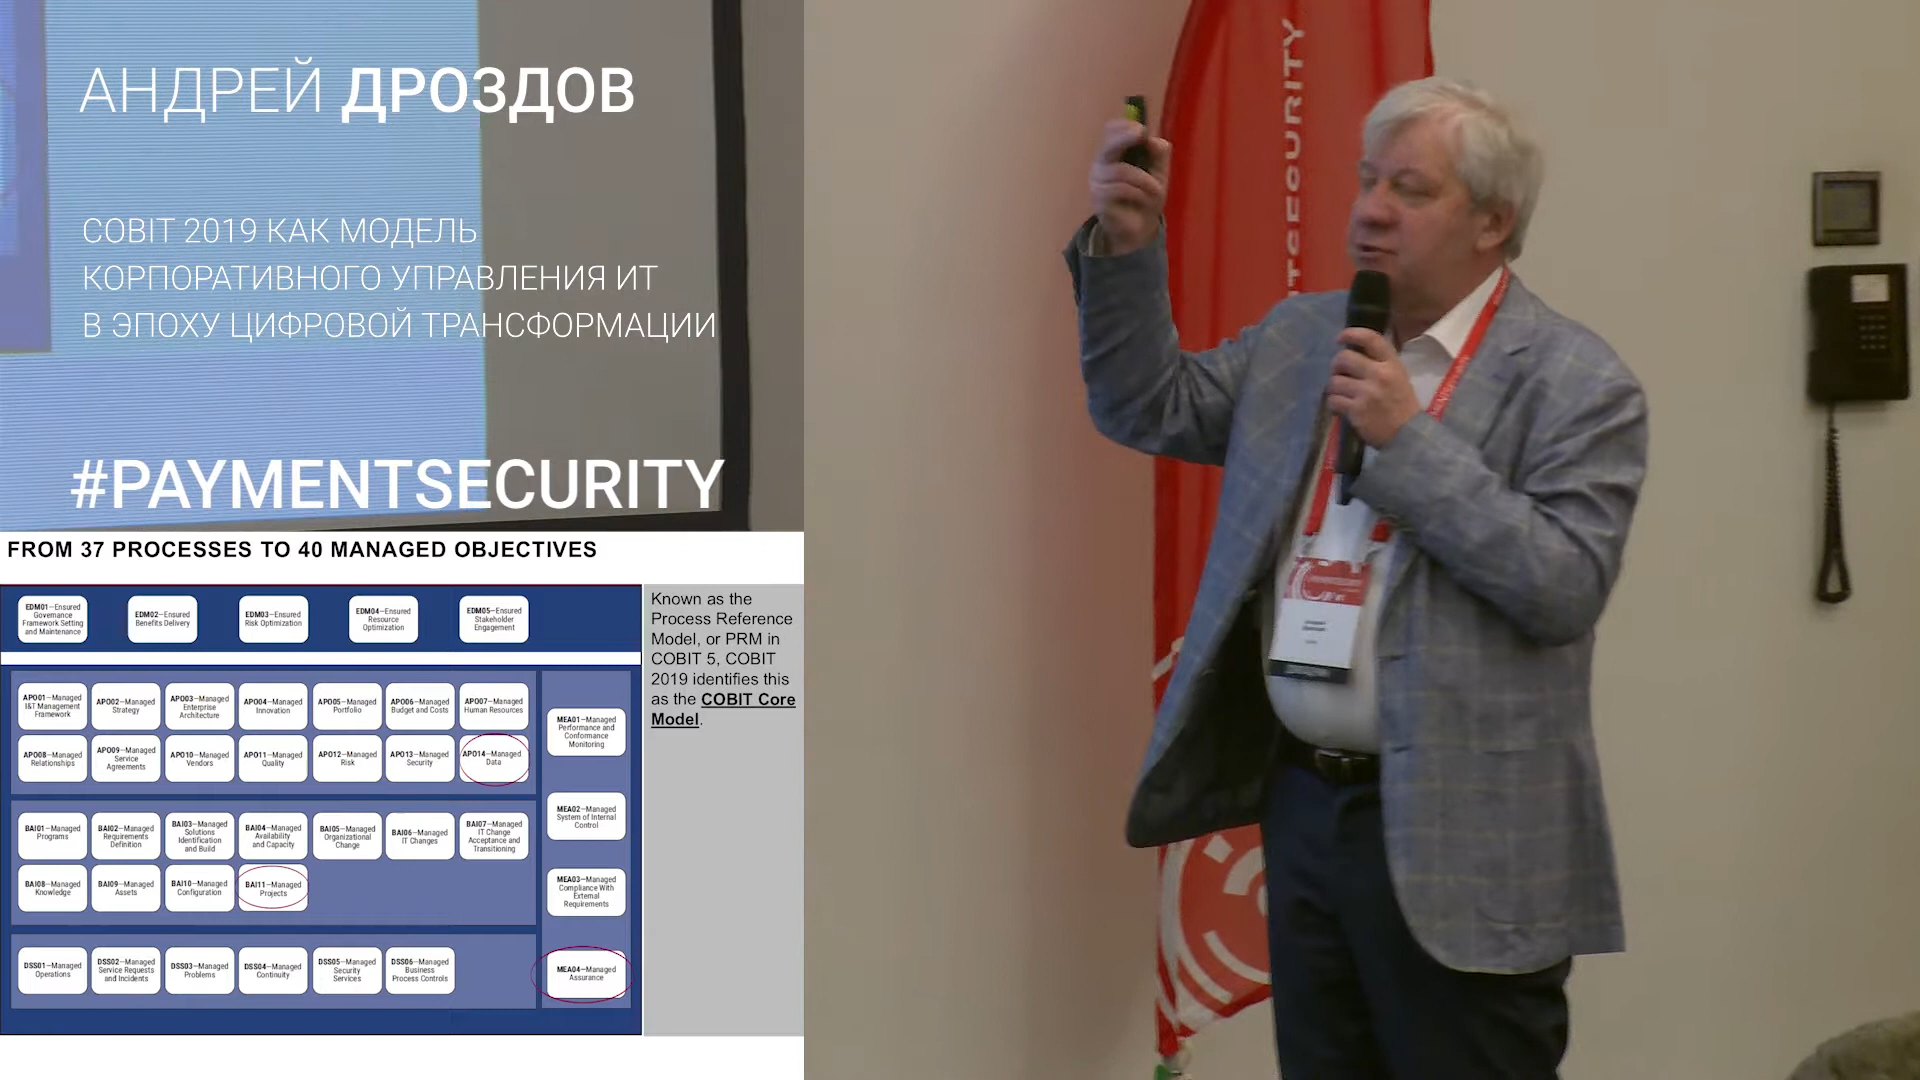 АНДРЕЙ ДРОЗДОВ
COBIT 2019 КАК МОДЕЛЬ
КОРПОРАТИВНОГО УПРАВЛЕНИЯ ИТ
В ЭПОХУ ЦИФРОВОЙ ТРАНСФОРМАЦИИ
#PAYMENTSECURITY
FROM 37 PROCESSES TO 40 MANAGED OBJECTIVES
EDM01—Ensured
Governance
Framework Setting
and Maintenance
EDM02—Ensured
Benefits Delivery
EDM03—Ensured
Risk Optimization
EDM04—Ensured
Resource
Optimization
EDM05—Ensured
Stakeholder
Engagement
APO01—Managed
I&T Management
Framework
APO02—Managed
Strategy
APO03—Managed
Enterprise
Architecture
APO04—Managed
Innovation
APO05—Managed
Portfolio
APO06—Managed
Budget and Costs
APO07—Managed
Human Resources
APO08—Managed
Relationships
APO09—Managed
Service
Agreements
APO10—Managed
Vendors
APO11—Managed
Quality
APO12—Managed
Risk
APO13—Managed
Security
APO14—Managed
Data
BAI01—Managed
Programs
BAI02—Managed
Requirements
Definition
BAI03—Managed
Solutions
Identification
and Build
BAI04—Managed
Availability
and Capacity
BAI05—Managed
Organizational
Change
BAI06—Managed
IT Changes
BAI07—Managed
IT Change
Acceptance and
Transitioning
BAI08—Managed
Knowledge
BAI09—Managed
Assets
BAI10—Managed
Configuration
BAI11—Managed
Projects
DSS01—Managed
Operations
DSS02—Managed
Service Requests
and Incidents
DSS03—Managed
Problems
DSS04—Managed
Continuity
DSS05—Managed
Security
Services
DSS06—Managed
Business
Process Controls
MEA01—Managed
Performance and
Conformance
Monitoring
MEA02—Managed
System of Internal
Control
MEA03—Managed
Compliance With
External
Requirements
MEA04—Managed
Assurance
Known as the
Process Reference
Model, or PRM in
COBIT 5, COBIT
2019 identifies this
as the COBIT Core
Model.
TSECURITY